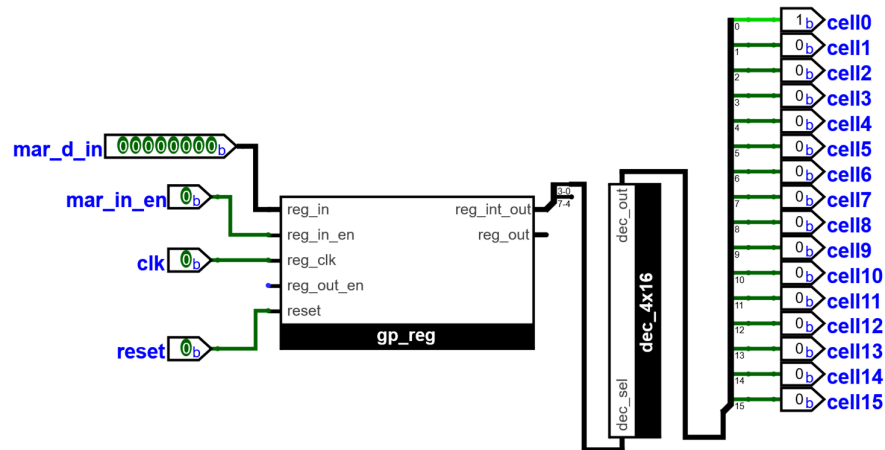 mar_d_in 00000000b
mar_in_en 0b
clk 0b
reset 0b
reg_in
reg_in_en
reg_clk
reg_out_en
reset
reg_int_out
reg_out
gp_reg
3-0
7-4
dec_out
dec_sel
dec_4x16
0 1b cell0
1 0b cell1
2 0b cell2
3 0b cell3
4 0b cell4
5 0b cell5
6 0b cell6
7 0b cell7
8 0b cell8
9 0b cell9
10 0b cell10
11 0b cell11
12 0b cell12
13 0b cell13
14 0b cell14
15 0b cell15